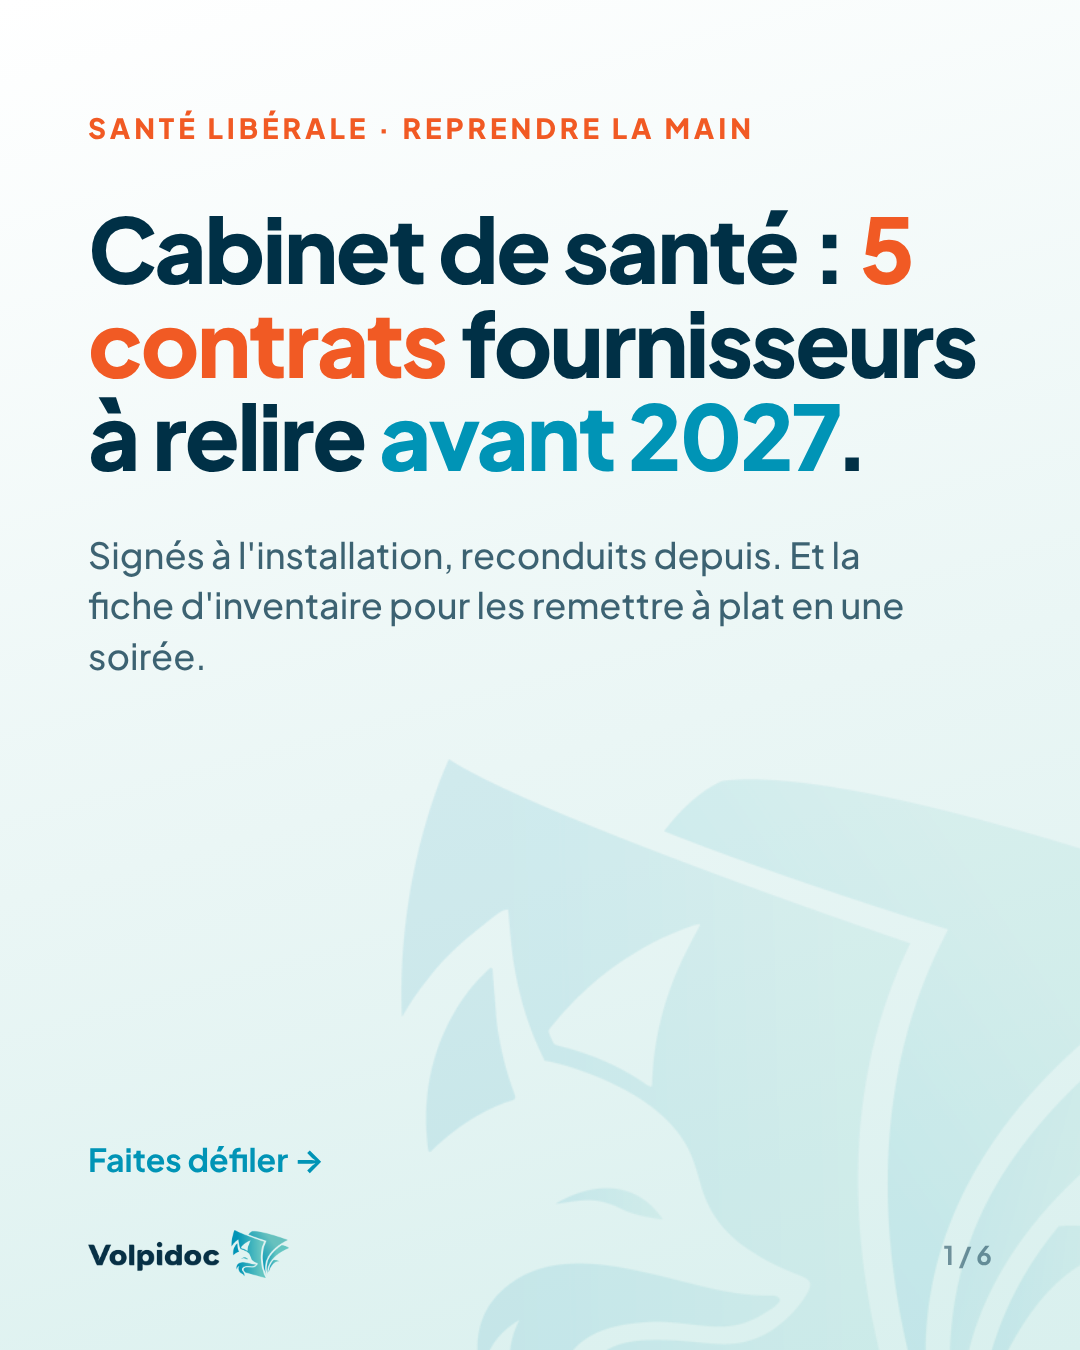 SANTÉ LIBÉRALE · REPRENDRE LA MAIN
Cabinet de santé : 5
contrats fournisseurs
à relire avant 2027.
Signés à l'installation, reconduits depuis. Et la
fiche d'inventaire pour les remettre à plat en une
soirée.
Faites défiler →
Volpidoc
1 / 6